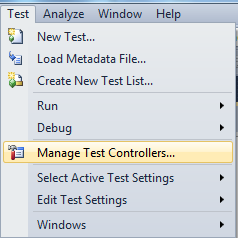 Test Analyze Window Help
New Test...
Load Metadata File...
Create New Test List...
Run
Debug
Manage Test Controllers...
Select Active Test Settings
Edit Test Settings
Windows